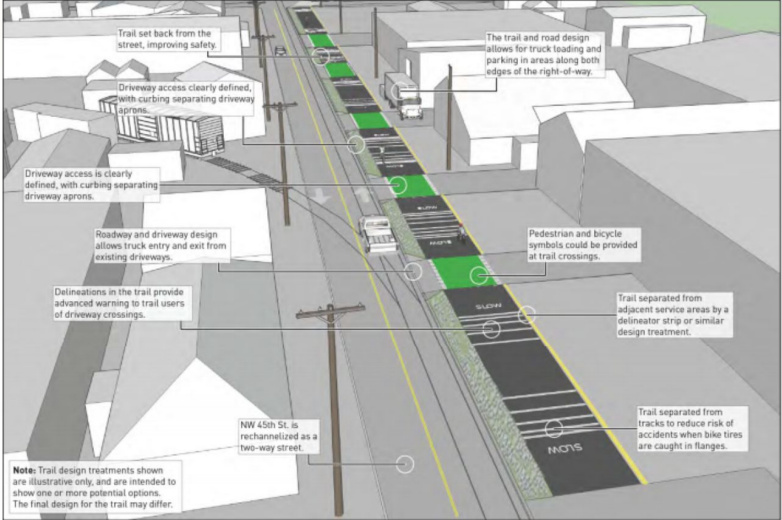 Trail set back from the
street, improving safety.
The trail and road design
allows for truck loading and
parking in areas along both
edges of the right-of-way.
Driveway access clearly defined,
with curbing separating driveway
aprons.
Driveway access is clearly
defined, with curbing separating
driveway aprons.
Roadway and driveway design
allows truck entry and exit from
existing driveways.
Pedestrian and bicycle
symbols could be provided
at trail crossings.
Delineations in the trail provide
advanced warning to trail users
of driveway crossings.
Trail separated from
adjacent service areas by a
delineator strip or similar
design treatment.
SLOW
SLOW
SLOW
SLOW
Trail separated from
tracks to reduce risk of
accidents when bike tires
are caught in flanges.
NW 45th St. is
rechannelized as a
two-way street.
Note: Trail design treatments shown
are illustrative only, and are intended to
show one or more potential options.
The final design for the trail may differ.